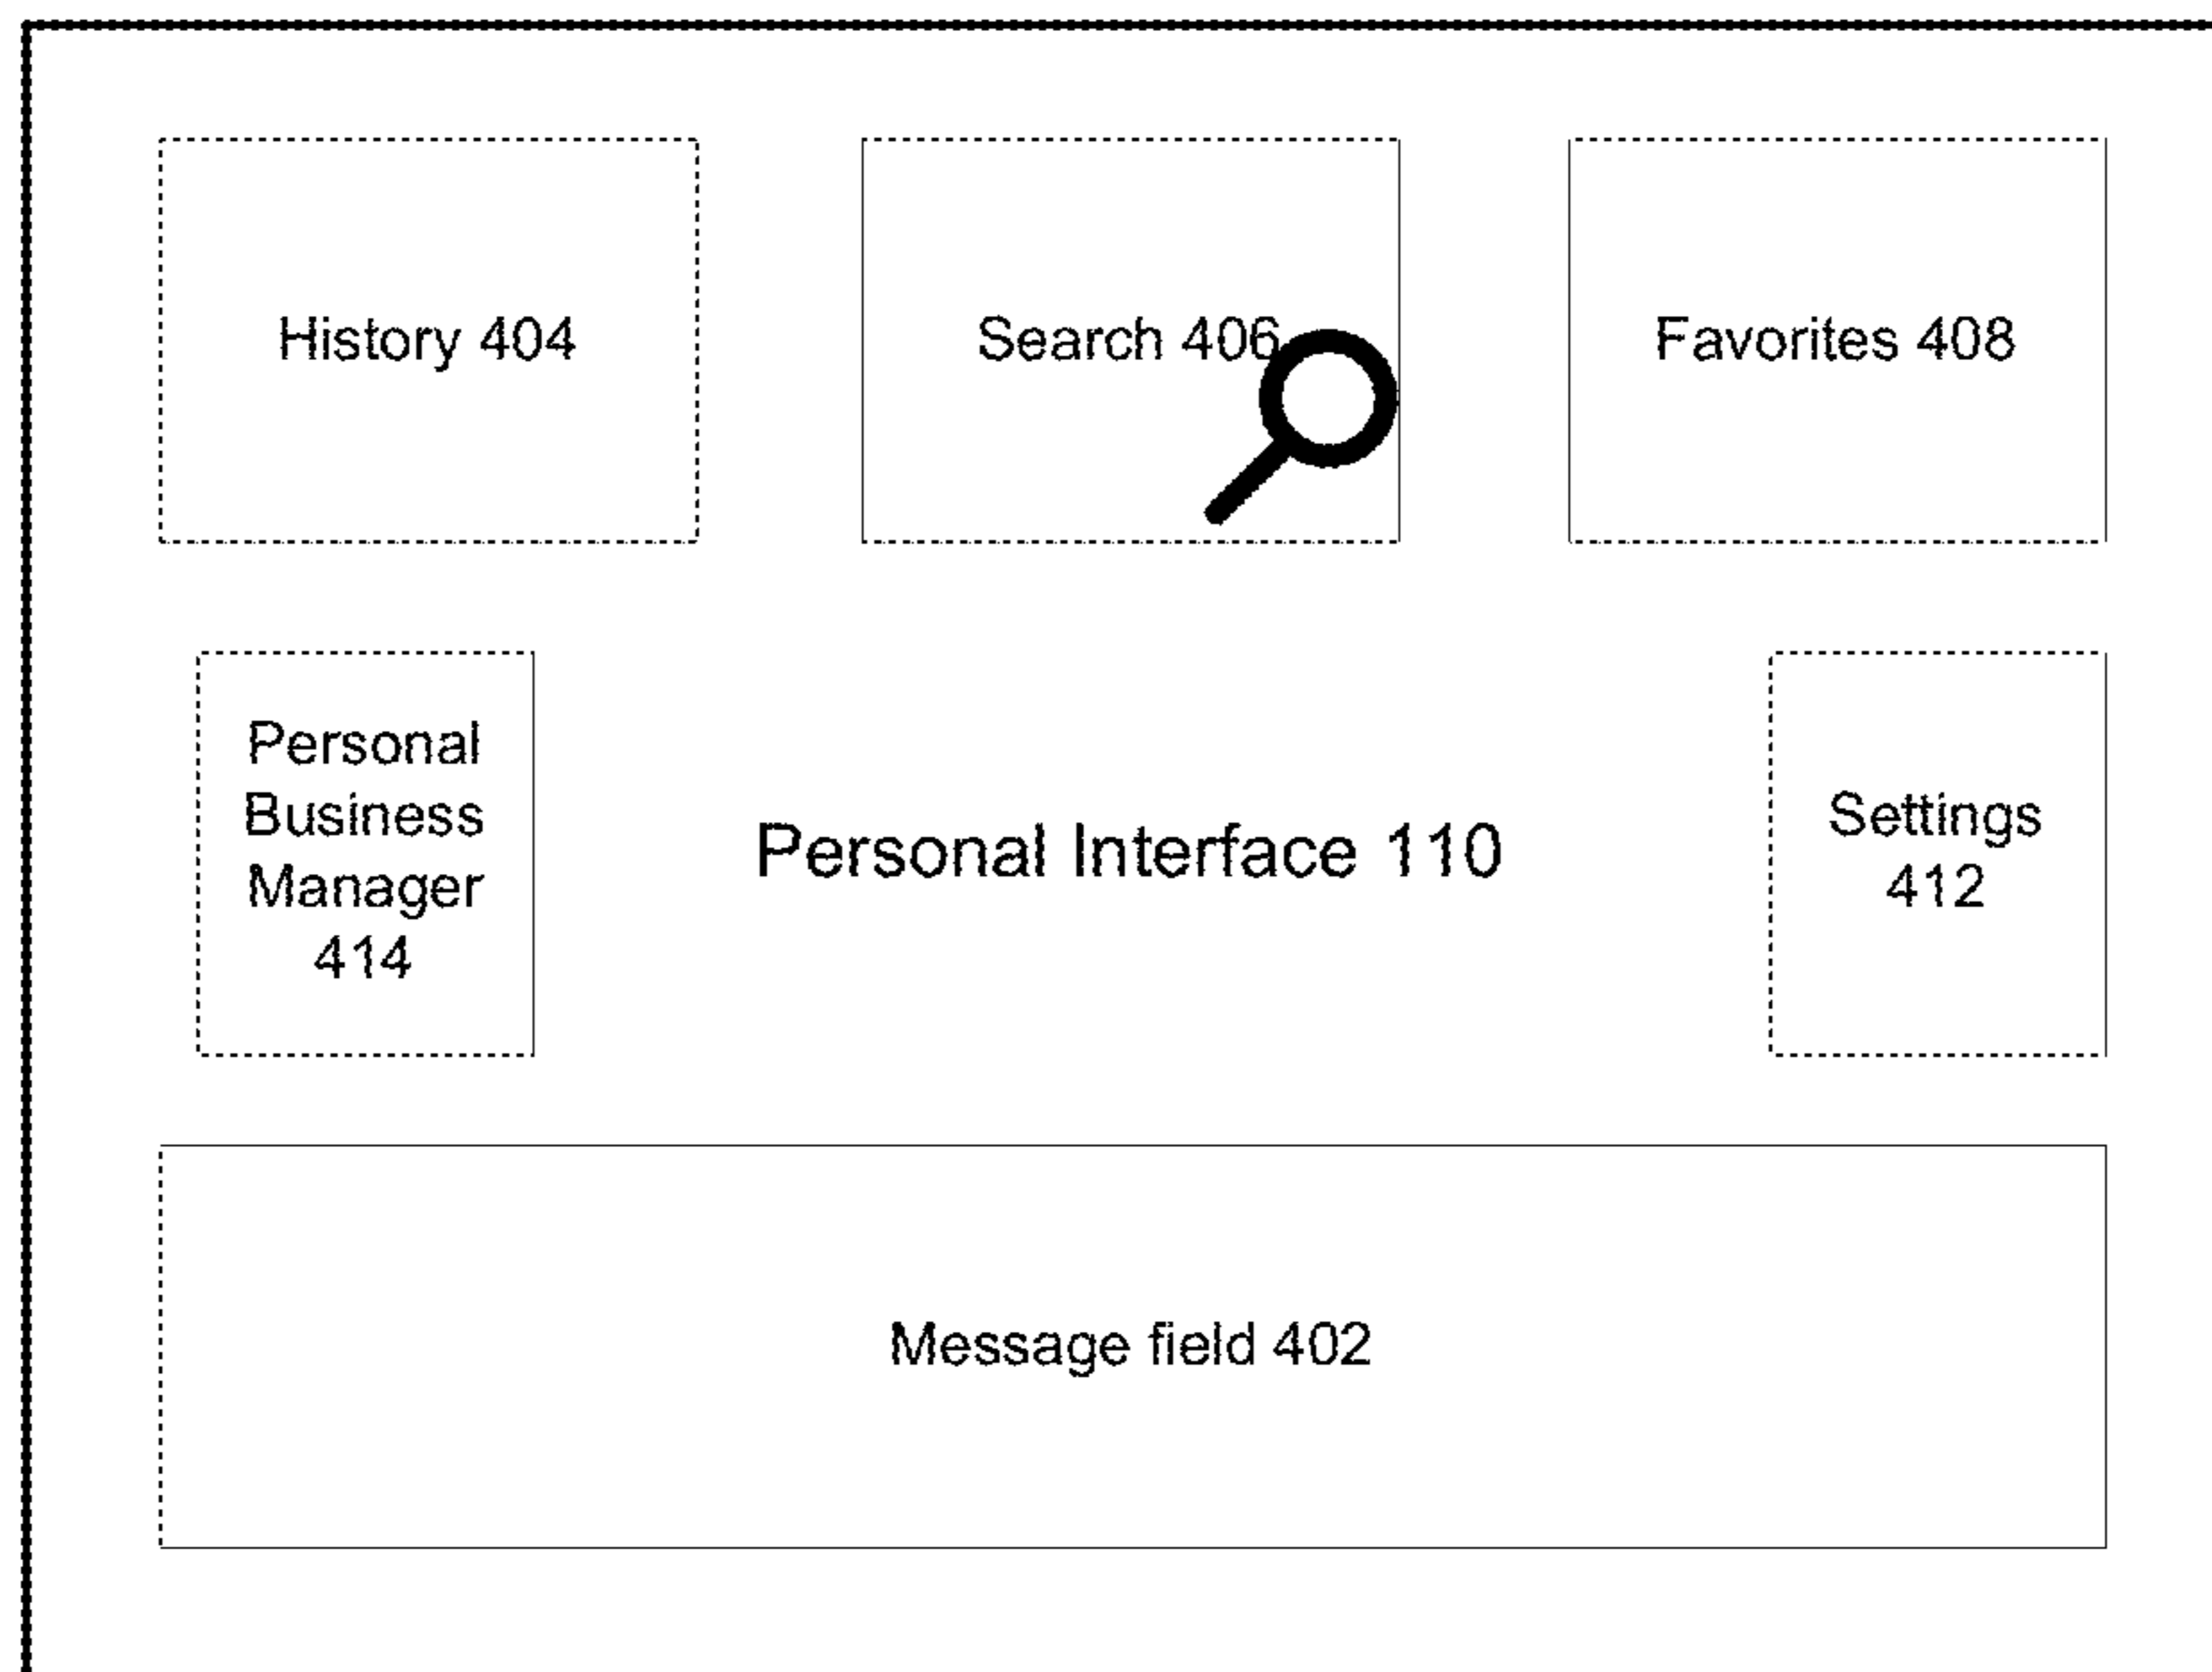 History 404
Search 406
Favorites 408
Personal
Business
Manager
414
Personal Interface 110
Settings
412
Message field 402